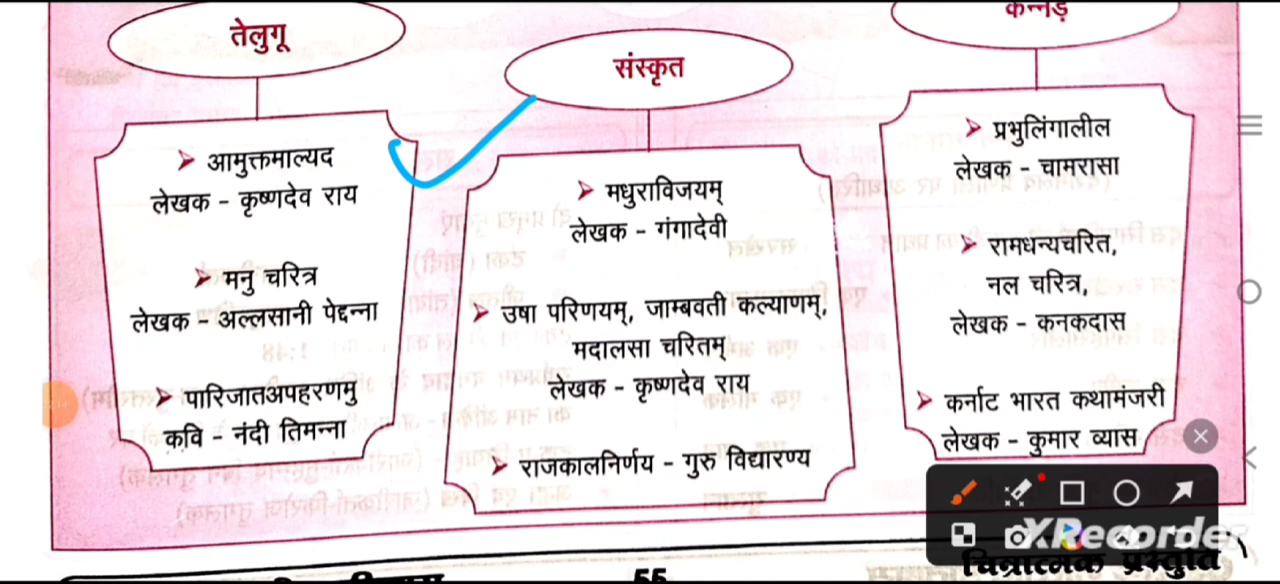 तेलुगू
➤ आमुक्तमाल्यद
लेखक - कृष्णदेव राय
➤ मनु चरित्र
लेखक - अल्लसानी पेद्दन्ना
➤ पारिजातअपहरणमु
कवि - नंदी तिमन्ना
संस्कृत
➤ मधुराविजयम्
लेखक - गंगादेवी
➤ उषा परिणयम्, जाम्बवती कल्याणम्,
मदालसा चरितम्
लेखक - कृष्णदेव राय
➤ राजकालनिर्णय - गुरु विद्यारण्य
कन्नड़
➤ प्रभुलिंगालील
लेखक - चामरासा
➤ रामधन्यचरित,
नल चरित्र,
लेखक - कनकदास
➤ कर्नाट भारत कथामंजरी
लेखक - कुमार व्यास
XRecorder
55
चित्रात्मक प्रस्तुति